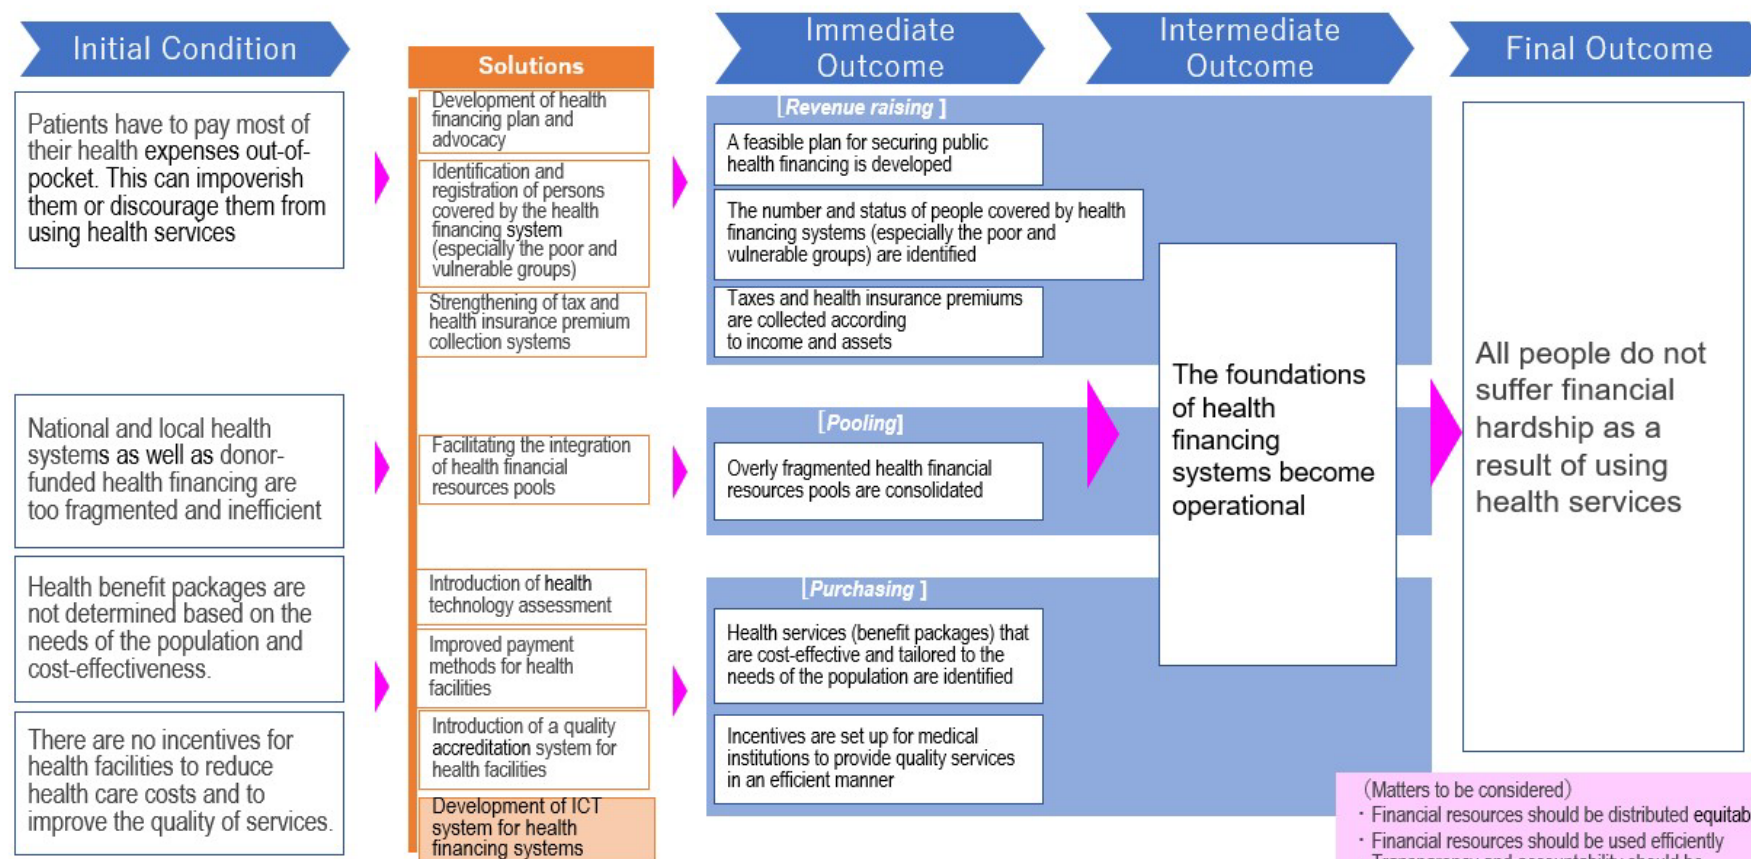 Initial Condition
Solutions
Immediate
Outcome
Intermediate
Outcome
Final Outcome
Patients have to pay most of
their health expenses out-of-
pocket. This can impoverish
them or discourage them from
using health services
National and local health
systems as well as donor-
funded health financing are
too fragmented and inefficient
Health benefit packages are
not determined based on the
needs of the population and
cost-effectiveness.
There are no incentives for
health facilities to reduce
health care costs and to
improve the quality of services.
Development of health
financing plan and
advocacy
Identification and
registration of persons
covered by the health
financing system
(especially the poor and
vulnerable groups)
Strengthening of tax and
health insurance premium
collection systems
Facilitating the integration
of health financial
resources pools
Introduction of health
technology assessment
Improved payment
methods for health
facilities
Introduction of a quality
accreditation system for
health facilities
Development of ICT
system for health
financing systems
[Revenue raising ]
A feasible plan for securing public
health financing is developed
The number and status of people covered by health
financing systems (especially the poor and
vulnerable groups) are identified
Taxes and health insurance premiums
are collected according
to income and assets
[Pooling]
Overly fragmented health financial
resources pools are consolidated
[Purchasing ]
Health services (benefit packages) that
are cost-effective and tailored to the
needs of the population are identified
Incentives are set up for medical
institutions to provide quality services
in an efficient manner
The foundations
of health
financing
systems become
operational
All people do not
suffer financial
hardship as a
result of using
health services
(Matters to be considered)
・Financial resources should be distributed equitab
・Financial resources should be used efficiently
Transparency and accountability should be